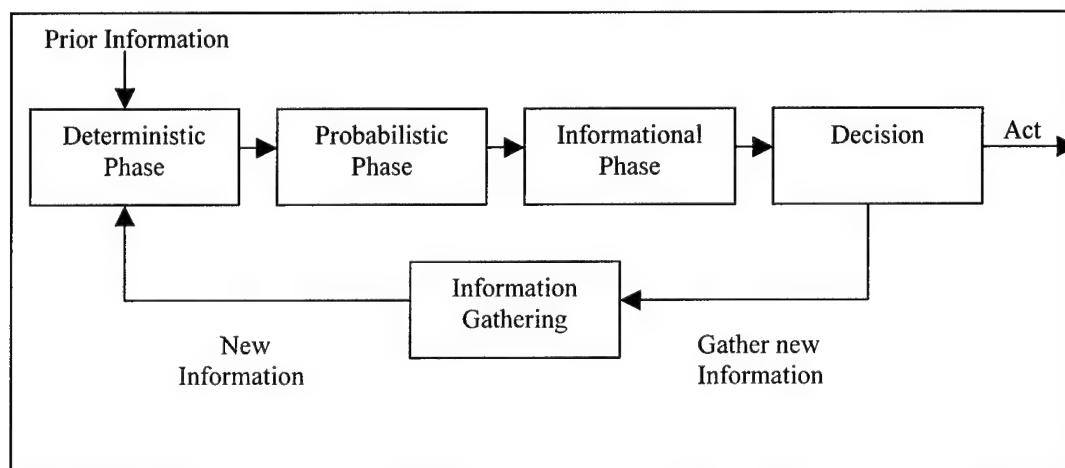 Prior Information
Deterministic
Phase
Probabilistic
Phase
Informational
Phase
Decision
Act
Information
Gathering
New
Information
Gather new
Information